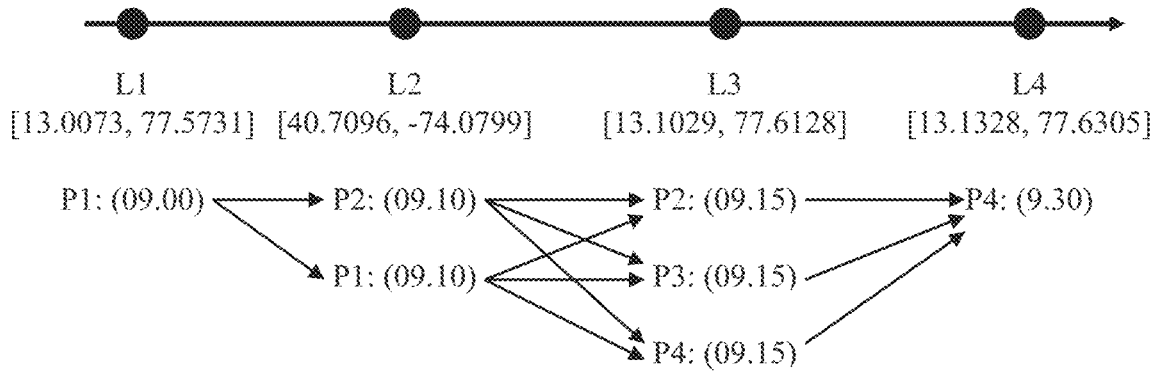 L1 L2 L3 L4
[13.0073, 77.5731] [40.7096, -74.0799] [13.1029, 77.6128] [13.1328, 77.6305]
P1: (09.00) P2: (09.10) P2: (09.15) P4: (9.30)
P1: (09.10) P3: (09.15)
P4: (09.15)